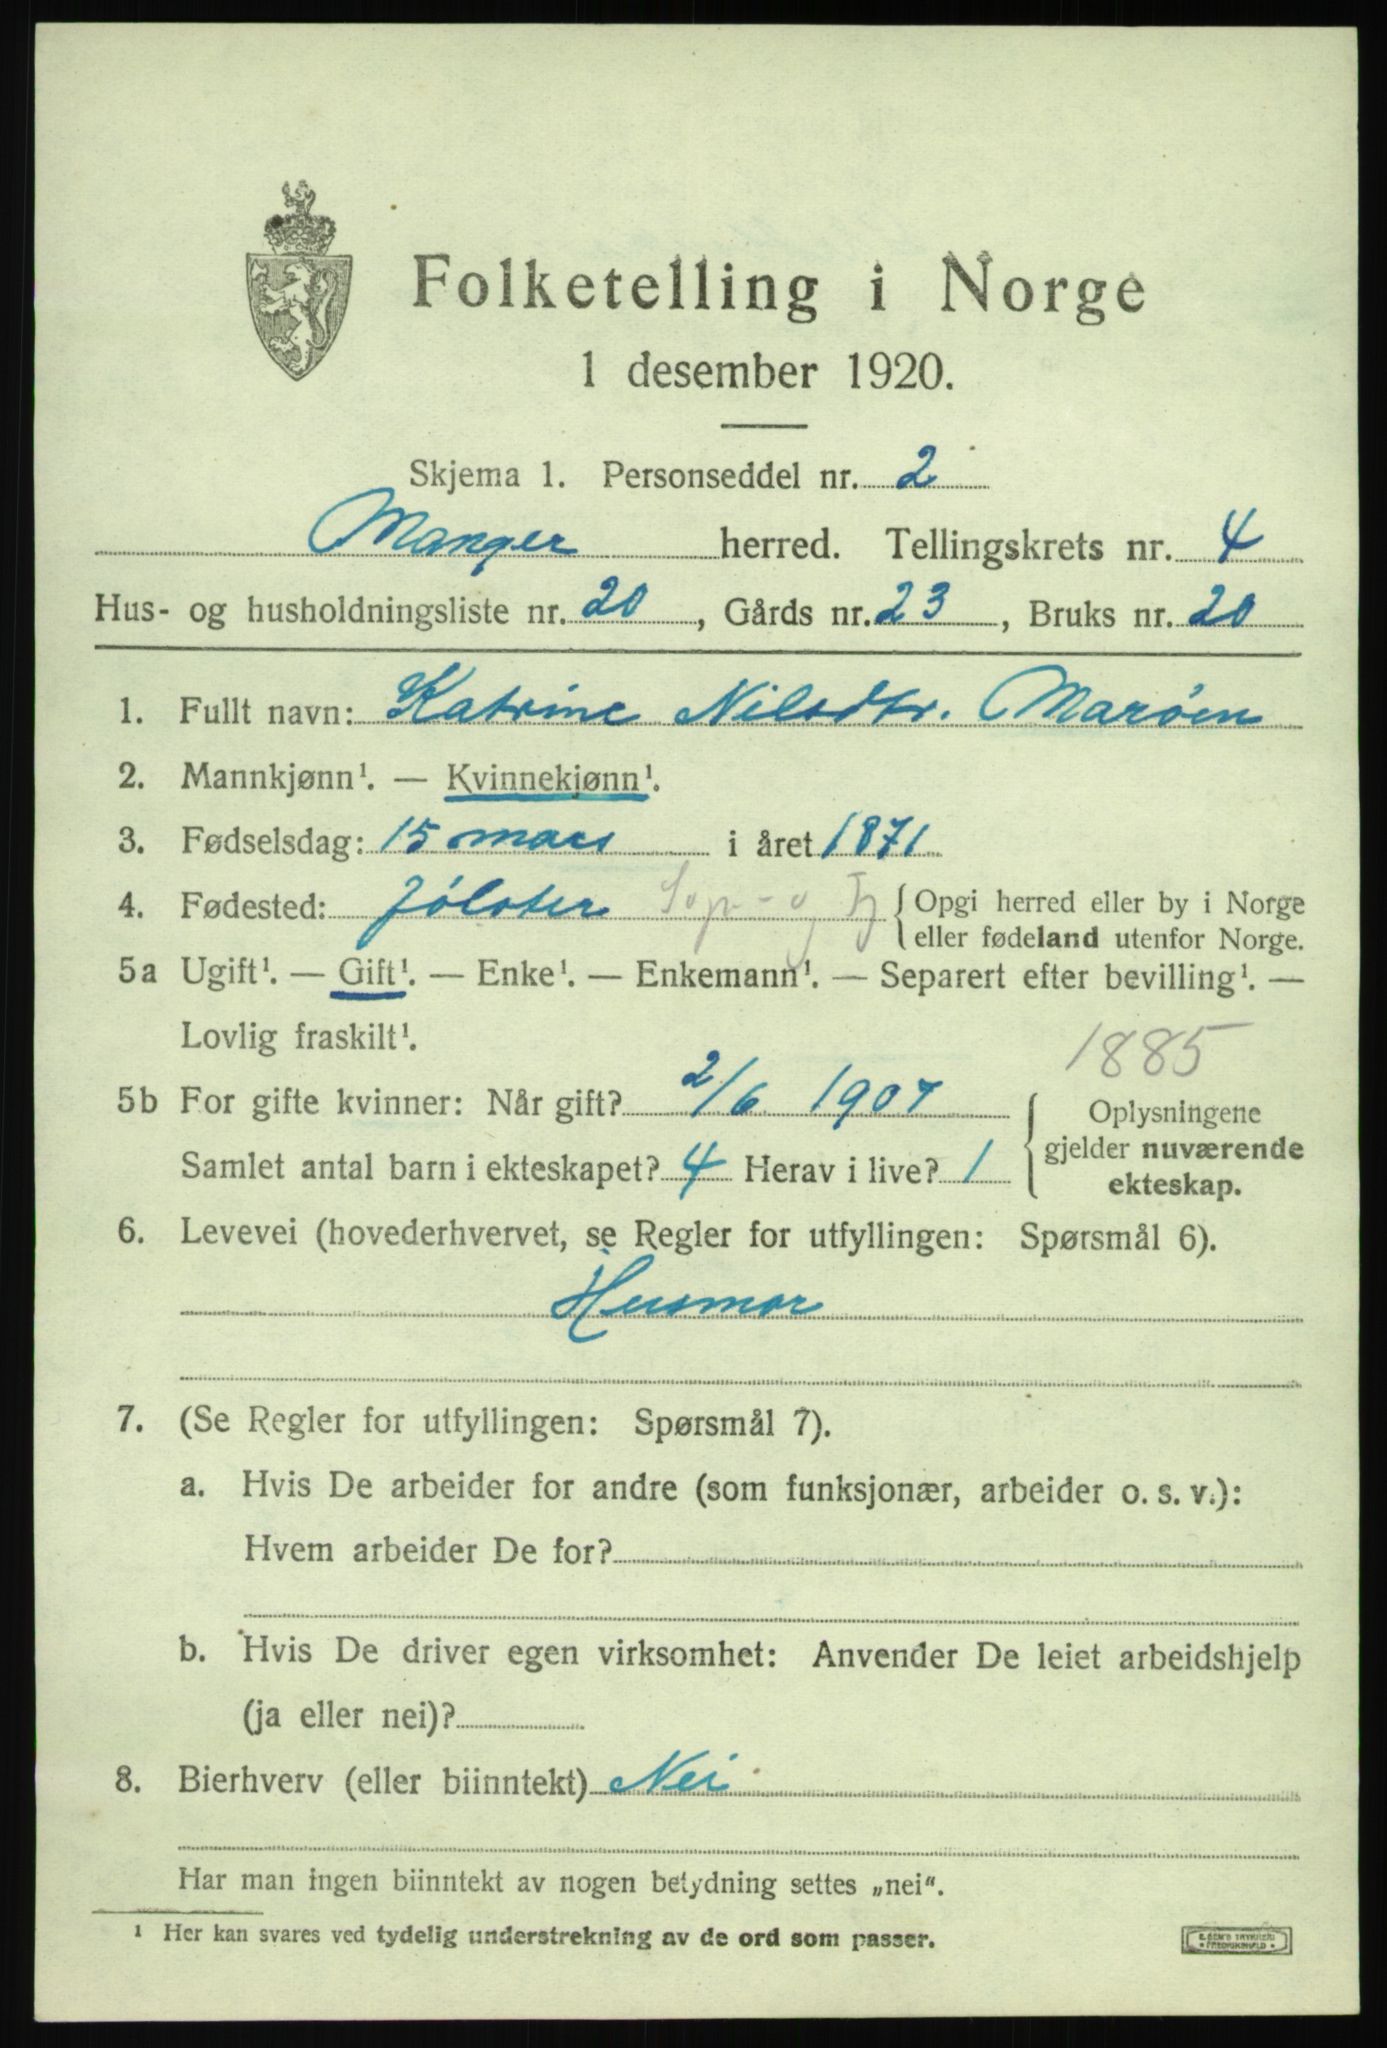 Folketelling i Norge
1 desember 1920.
Skjema 1. Personseddel nr. 2
Manger herred. Tellingskrets nr. 4
Hus- og husholdningsliste nr. 20, Gårds nr. 23, Bruks nr. 20
1. Fullt navn: Katrine Nilsdtr. Marøen
2. Mannkjønn¹. — Kvinnekjønn¹.
3. Fødselsdag: 15 mars i året 1871
4. Fødested: Jølster Sogn- og Fj { Opgi herred eller by i Norge
eller fødeland utenfor Norge.
5a Ugift¹. — Gift¹. — Enke¹. — Enkemann¹. — Separert efter bevilling¹. —
Lovlig fraskilt¹.
1885
5b For gifte kvinner: Når gift? 2/6 1907
Samlet antal barn i ekteskapet? 4 Herav i live? 1
{ Oplysningene
gjelder nuværende
ekteskap.
6. Levevei (hovederhvervet, se Regler for utfyllingen: Spørsmål 6).
Husmor
7. (Se Regler for utfyllingen: Spørsmål 7).
a. Hvis De arbeider for andre (som funksjonær, arbeider o. s. v.):
Hvem arbeider De for?
b. Hvis De driver egen virksomhet: Anvender De leiet arbeidshjelp
(ja eller nei)?
8. Bierhverv (eller biinntekt) Nei
Har man ingen biinntekt av nogen betydning settes „nei“.
¹ Her kan svares ved tydelig understrekning av de ord som passer.